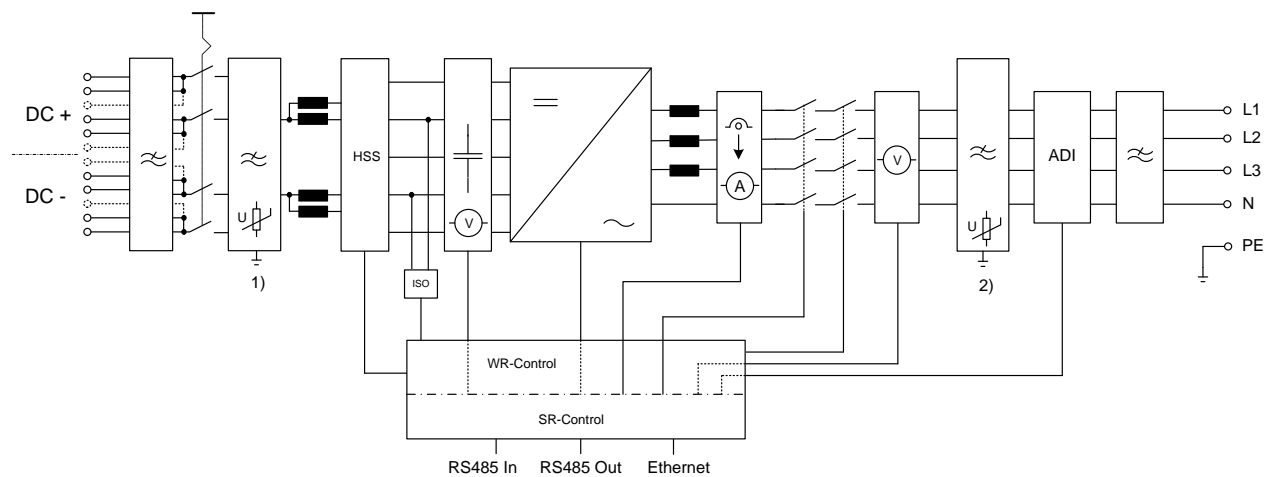 DC +
DC -
U
1)
HSS
ISO
V
A
V
U
2)
ADI
L1
L2
L3
N
PE
WR-Control
SR-Control
RS485 In
RS485 Out
Ethernet